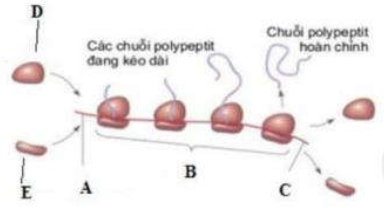 D
Các chuỗi polypeptit
đang kéo dài
Chuỗi polypeptit
hoàn chỉnh
E
A
B
C